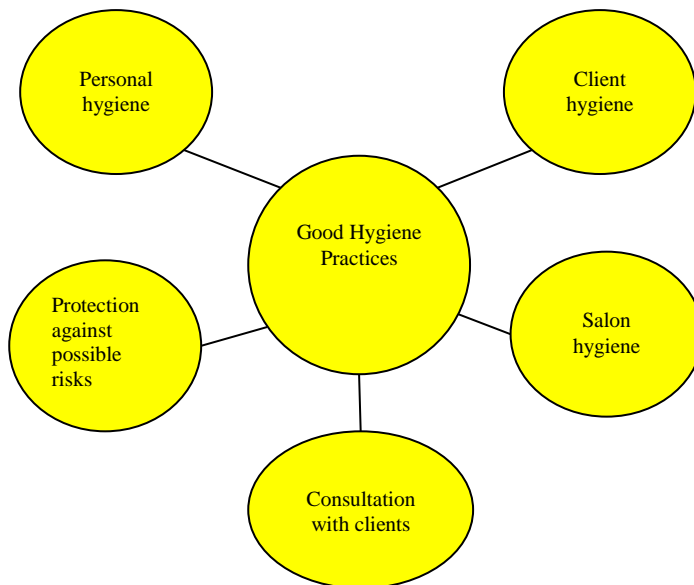 Personal
hygiene
Client
hygiene
Good Hygiene
Practices
Protection
against
possible
risks
Salon
hygiene
Consultation
with clients